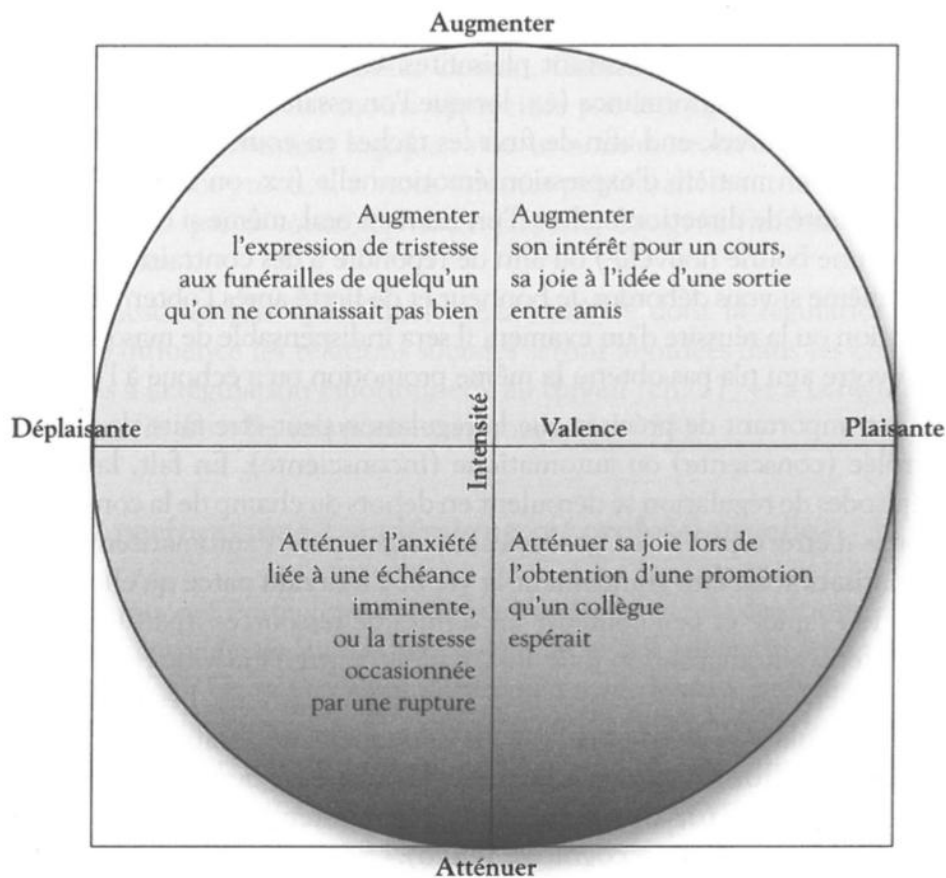 Augmenter
Augmenter
l'expression de tristesse
aux funérailles de quelqu'un
qu'on ne connaissait pas bien
Augmenter
son intérêt pour un cours,
sa joie à l'idée d'une sortie
entre amis
Déplaisante
Intensité
Valence
Plaisante
Atténuer l'anxiété
liée à une échéance
imminente,
ou la tristesse
occasionnée
par une rupture
Atténuer sa joie lors de
l'obtention d'une promotion
qu'un collègue
espérait
Atténuer